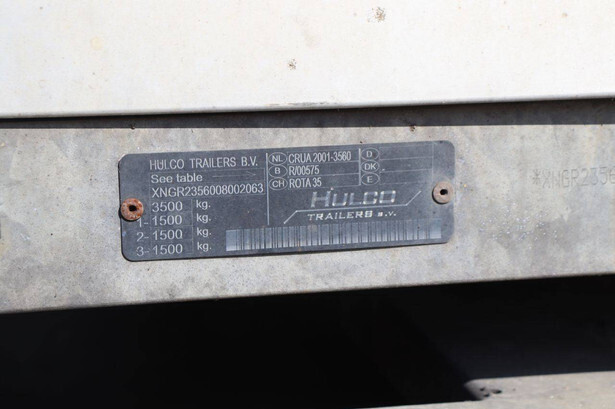 HULCO TRAILERS B.V.
See table
XNGR2356008002063
3500 kg.
1-1500 kg.
2-1500 kg.
3-1500 kg.
NL CRUA 2001-3560 D
B R/00575 DK
CH ROTA 35 E
HULCO
TRAILERS B.V.
*XNGR2356